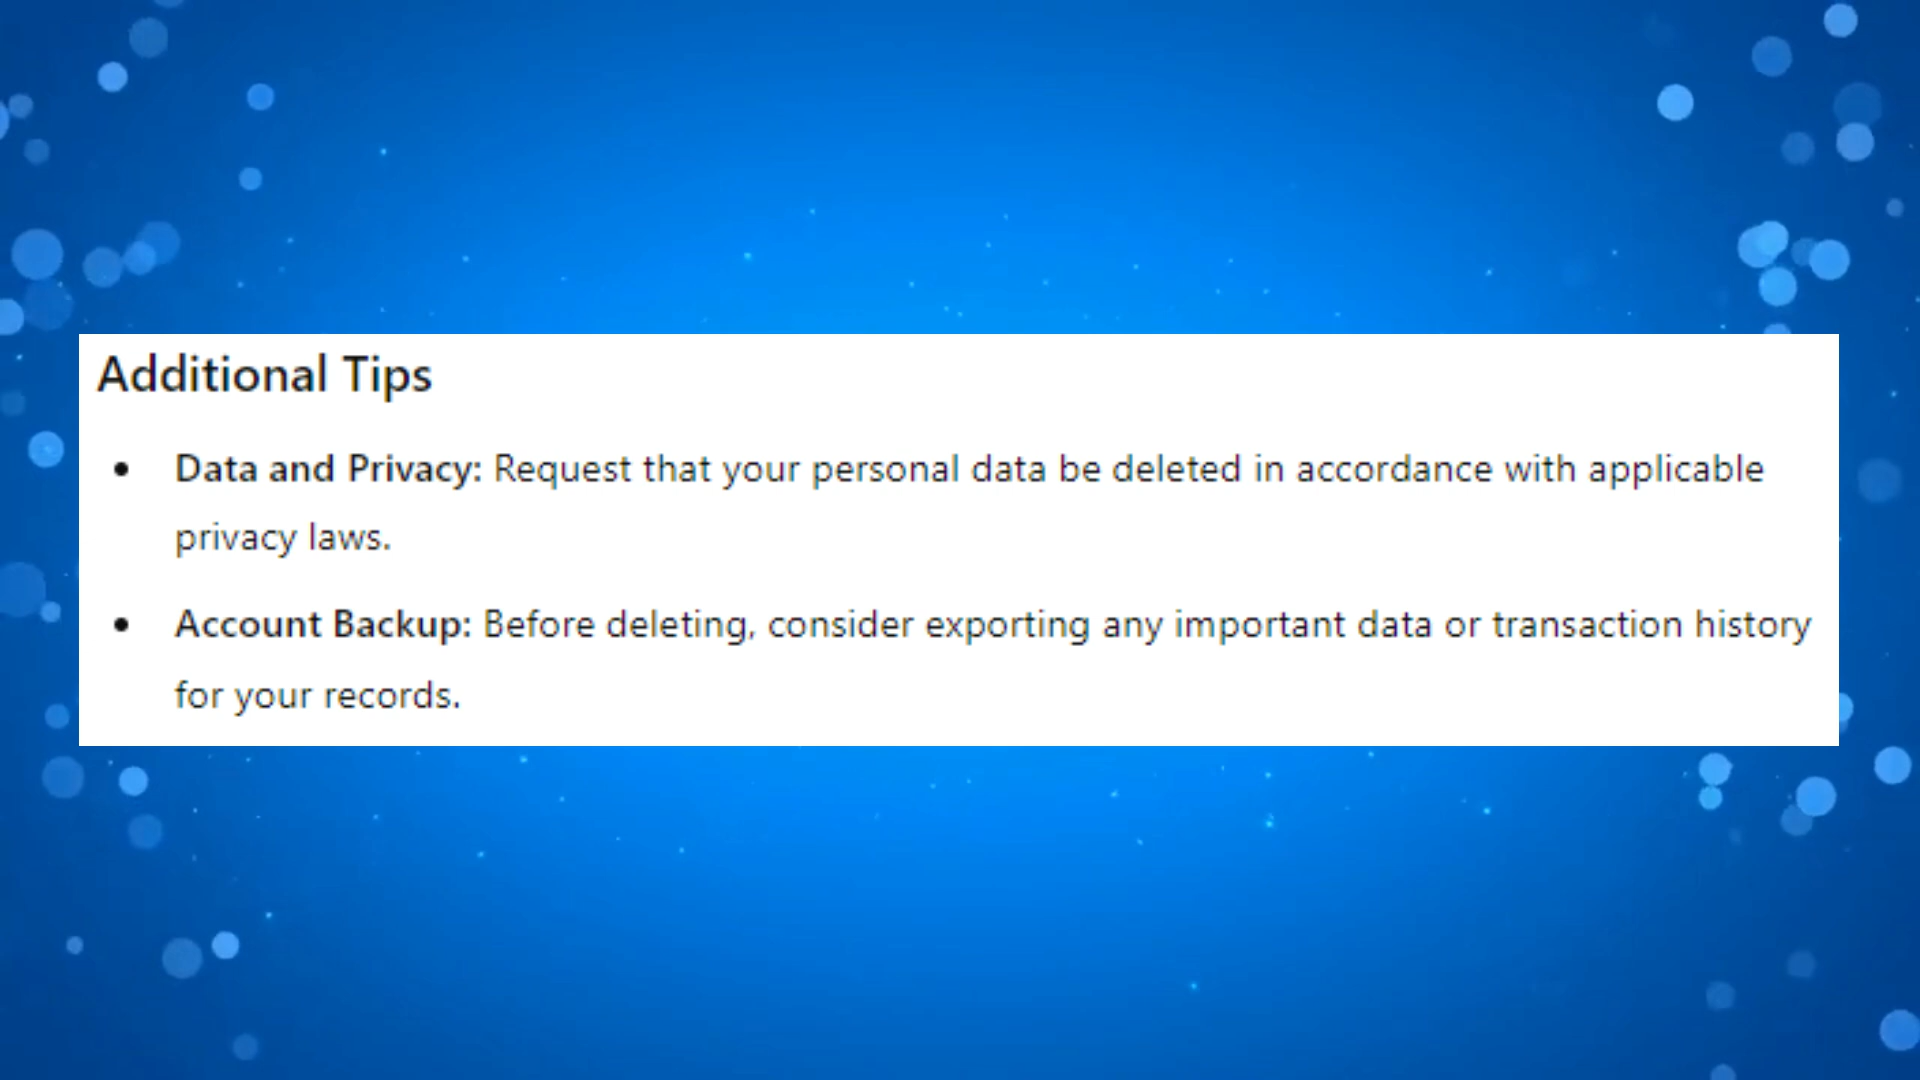 Additional Tips
• Data and Privacy: Request that your personal data be deleted in accordance with applicable
privacy laws.
• Account Backup: Before deleting, consider exporting any important data or transaction history
for your records.